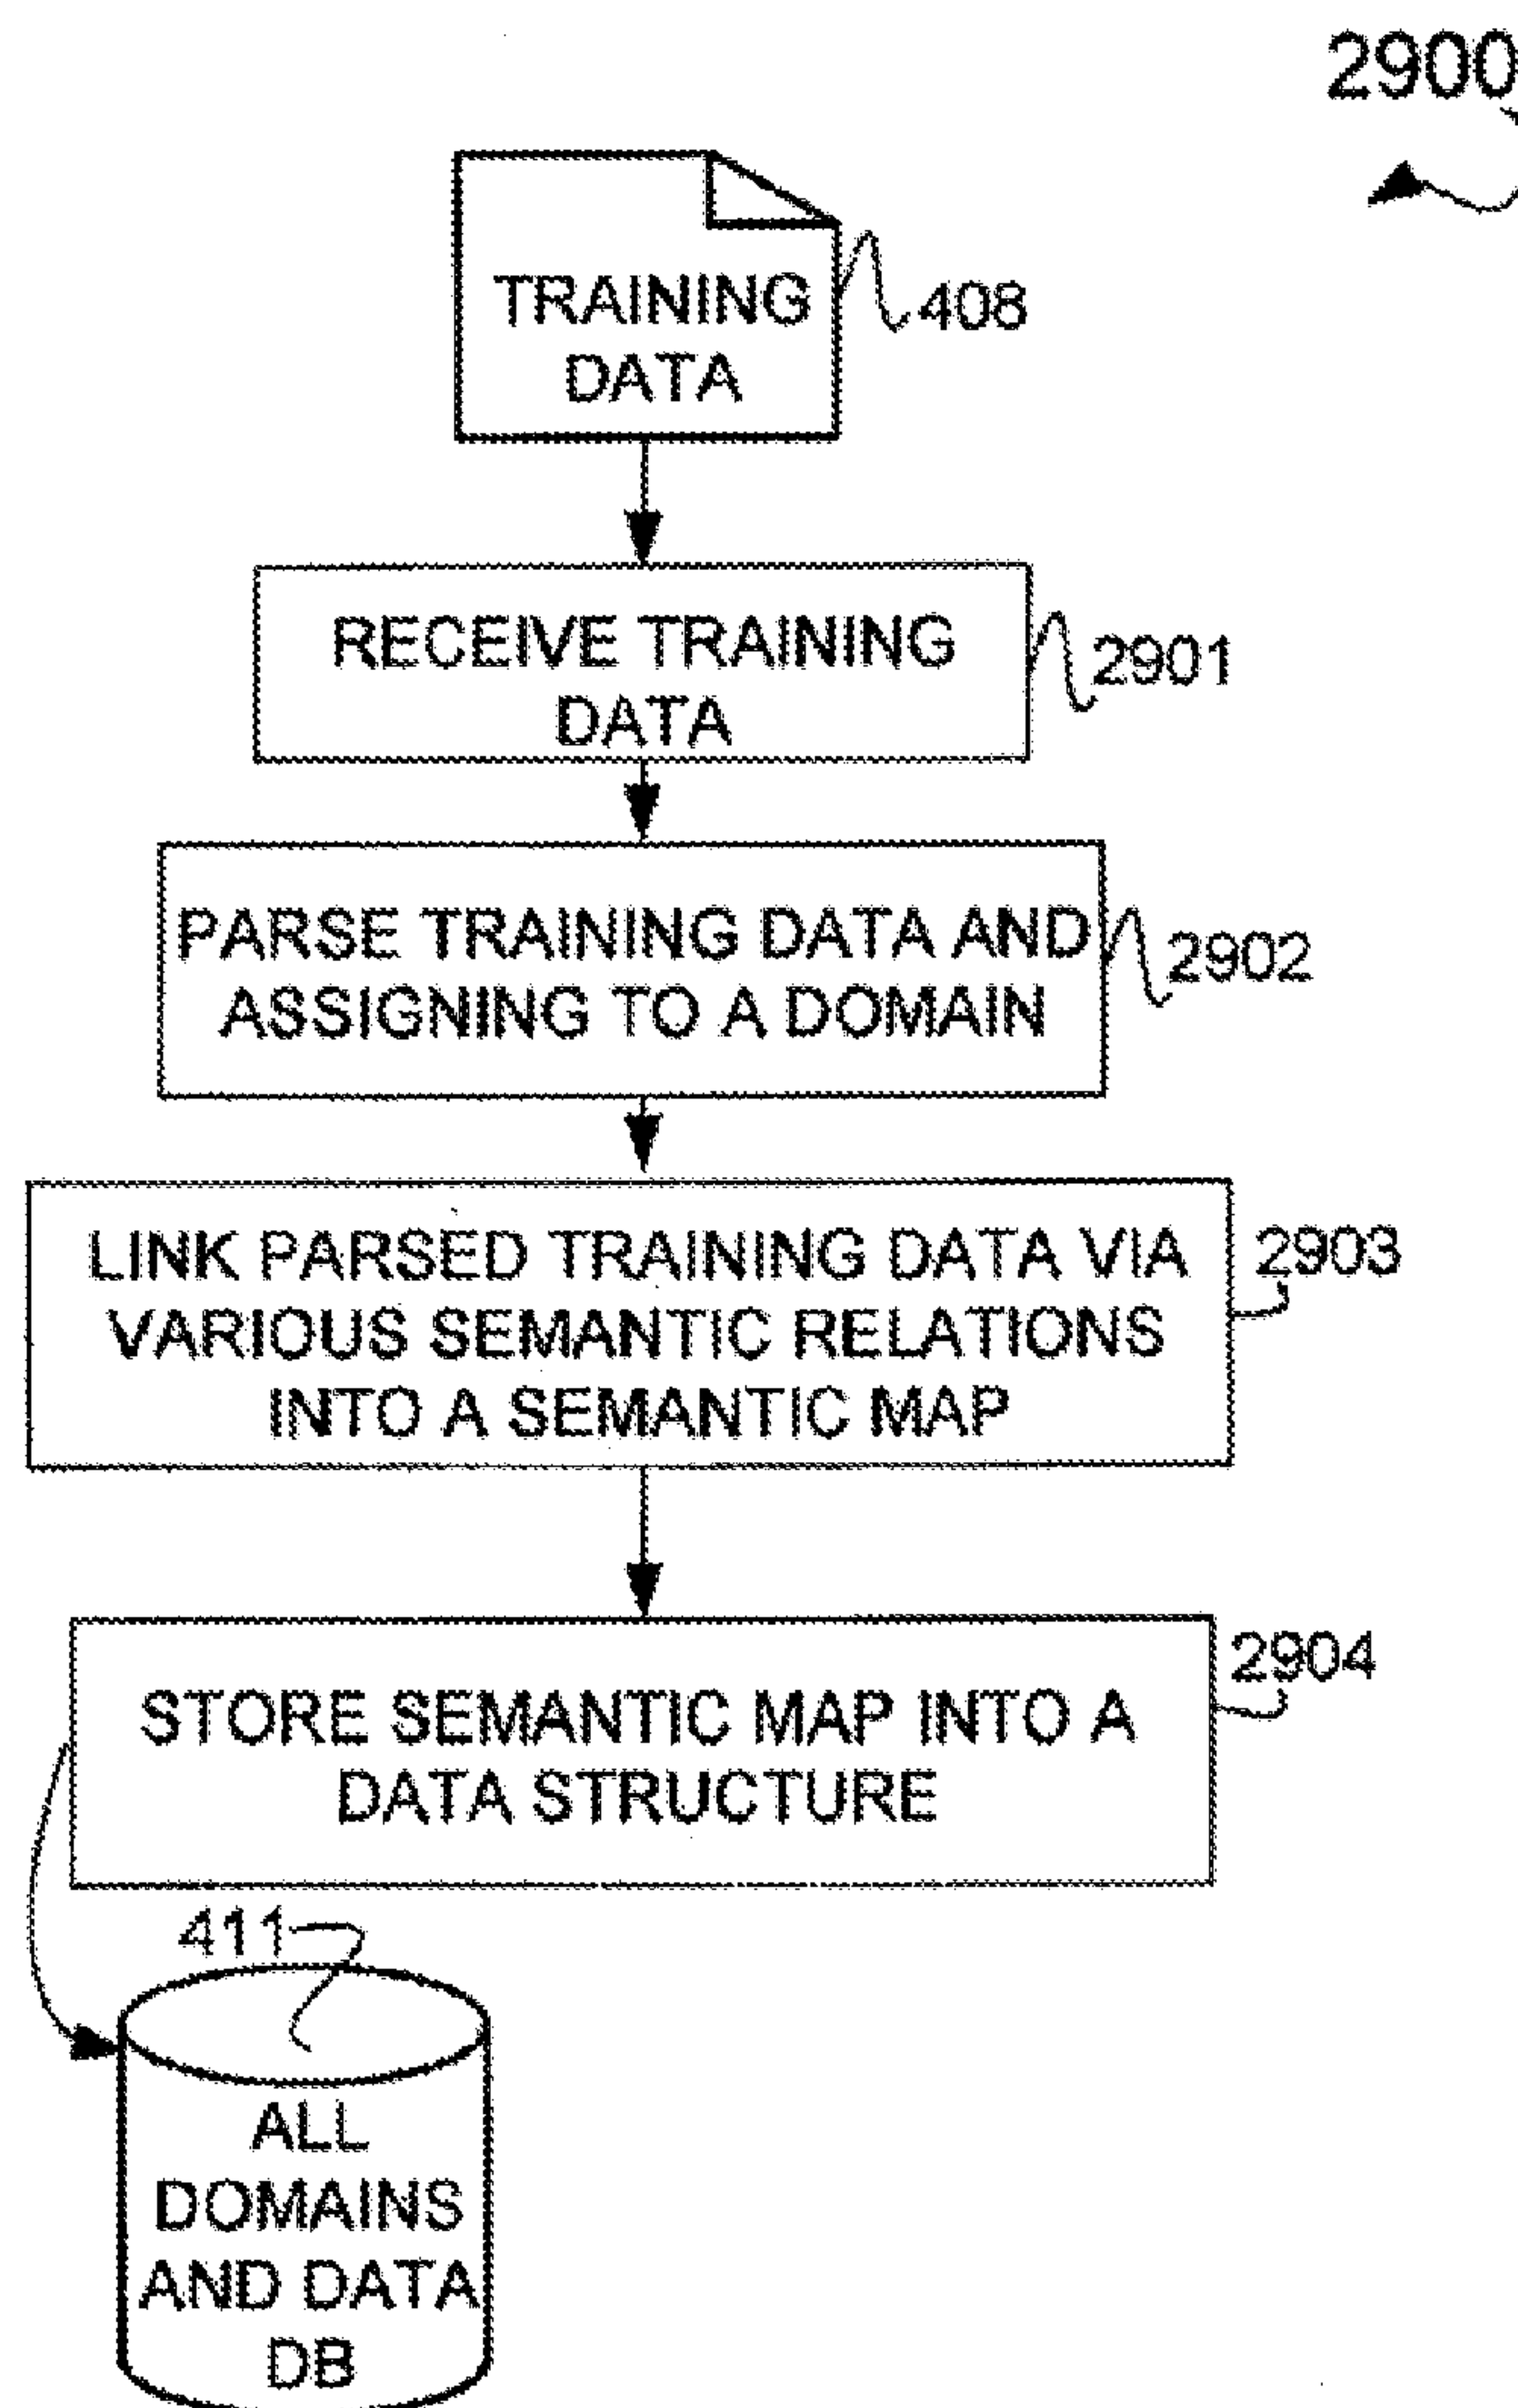 2900
TRAINING
DATA
408
RECEIVE TRAINING
DATA
2901
PARSE TRAINING DATA AND
ASSIGNING TO A DOMAIN
2902
LINK PARSED TRAINING DATA VIA
VARIOUS SEMANTIC RELATIONS
INTO A SEMANTIC MAP
2903
STORE SEMANTIC MAP INTO A
DATA STRUCTURE
2904
411
ALL
DOMAINS
AND DATA
DB